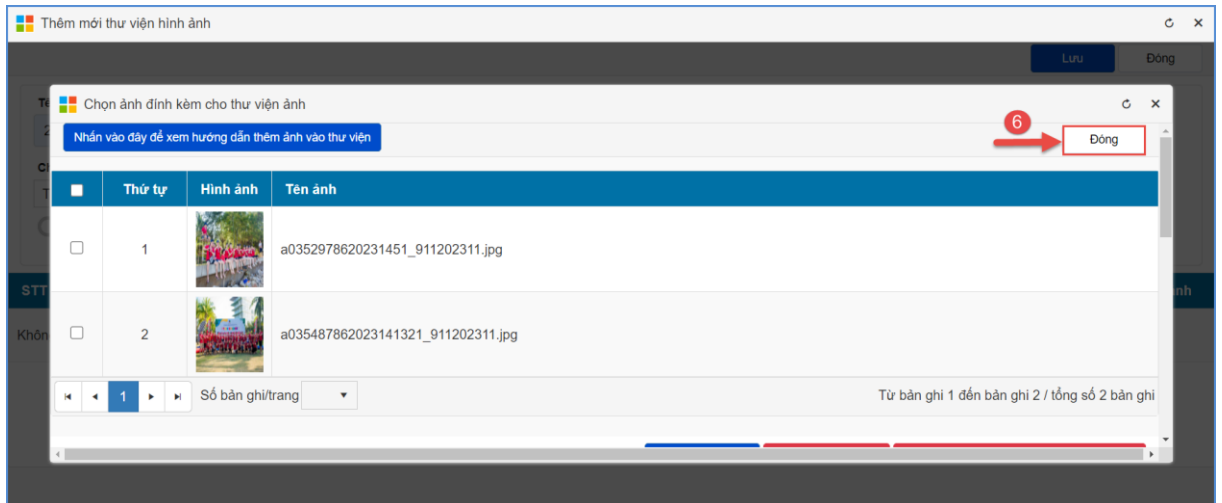 Thêm mới thư viện hình ảnh
Lưu Đóng
Chọn ảnh đính kèm cho thư viện ảnh
Nhấn vào đây để xem hướng dẫn thêm ảnh vào thư viện
6
Đóng
Thứ tự Hình ảnh Tên ảnh
1 a0352978620231451_911202311.jpg
2 a035487862023141321_911202311.jpg
STT
Khôn
1 Số bản ghi/trang Từ bản ghi 1 đến bản ghi 2 / tổng số 2 bản ghi